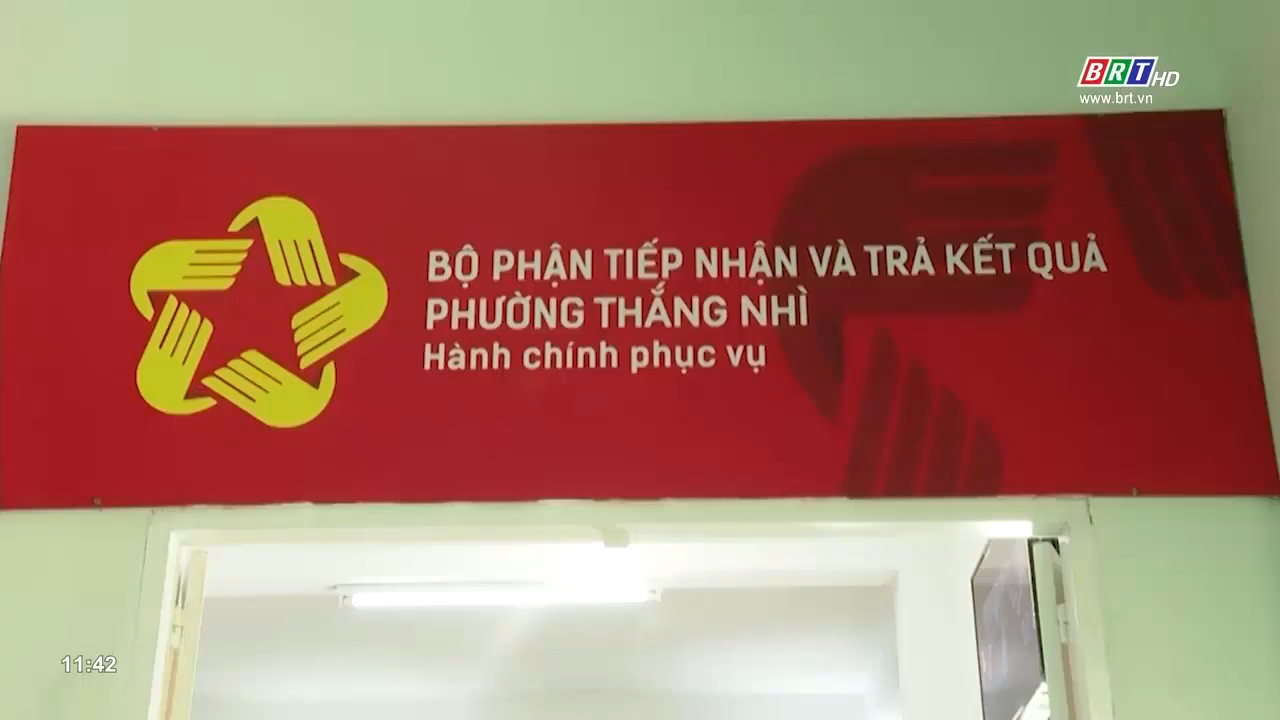 BRT HD
www.brt.vn
BỘ PHẬN TIẾP NHẬN VÀ TRẢ KẾT QUẢ
PHƯỜNG THẮNG NHÌ
Hành chính phục vụ
11:42